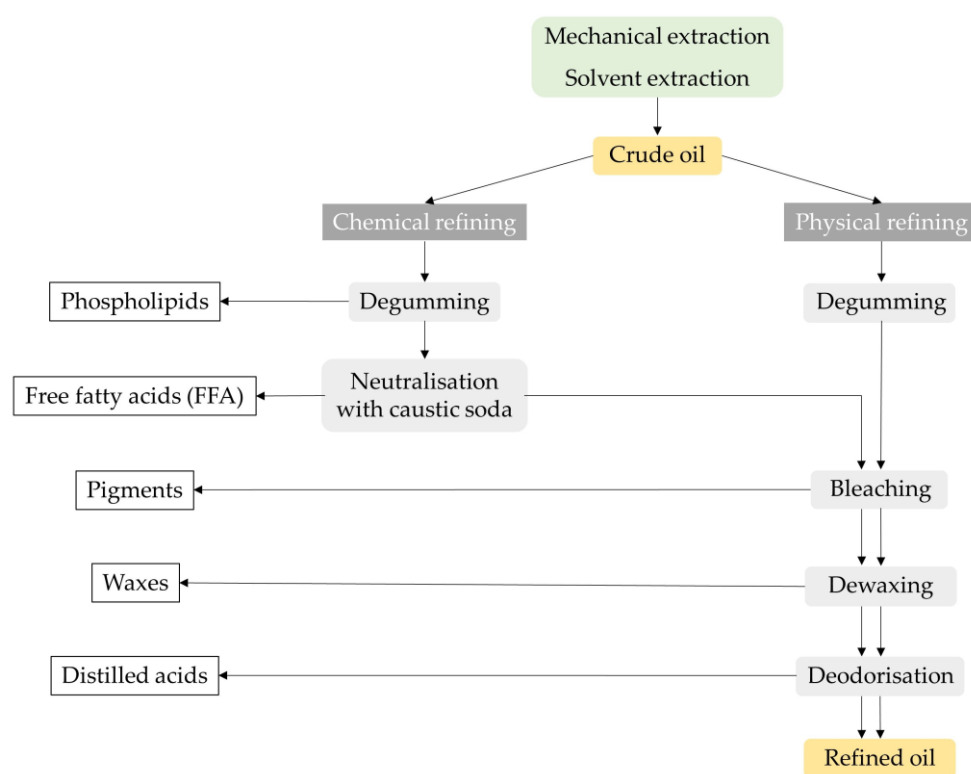 Mechanical extraction
Solvent extraction
Crude oil
Chemical refining
Physical refining
Phospholipids
Degumming
Degumming
Free fatty acids (FFA)
Neutralisation
with caustic soda
Pigments
Bleaching
Waxes
Dewaxing
Distilled acids
Deodorisation
Refined oil